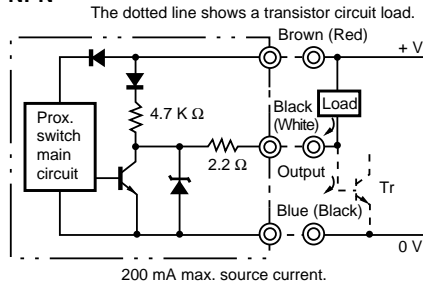 The dotted line shows a transistor circuit load.
Brown (Red)
+ V
4.7 K Ω
Black
(White)
Load
Prox.
switch
main
circuit
2.2 Ω
Output
Tr
Blue (Black)
0 V
200 mA max. source current.